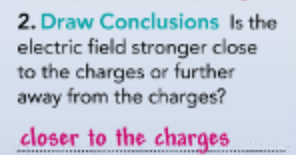 2. Draw Conclusions Is the
electric field stronger close
to the charges or further
away from the charges?
closer to the charges